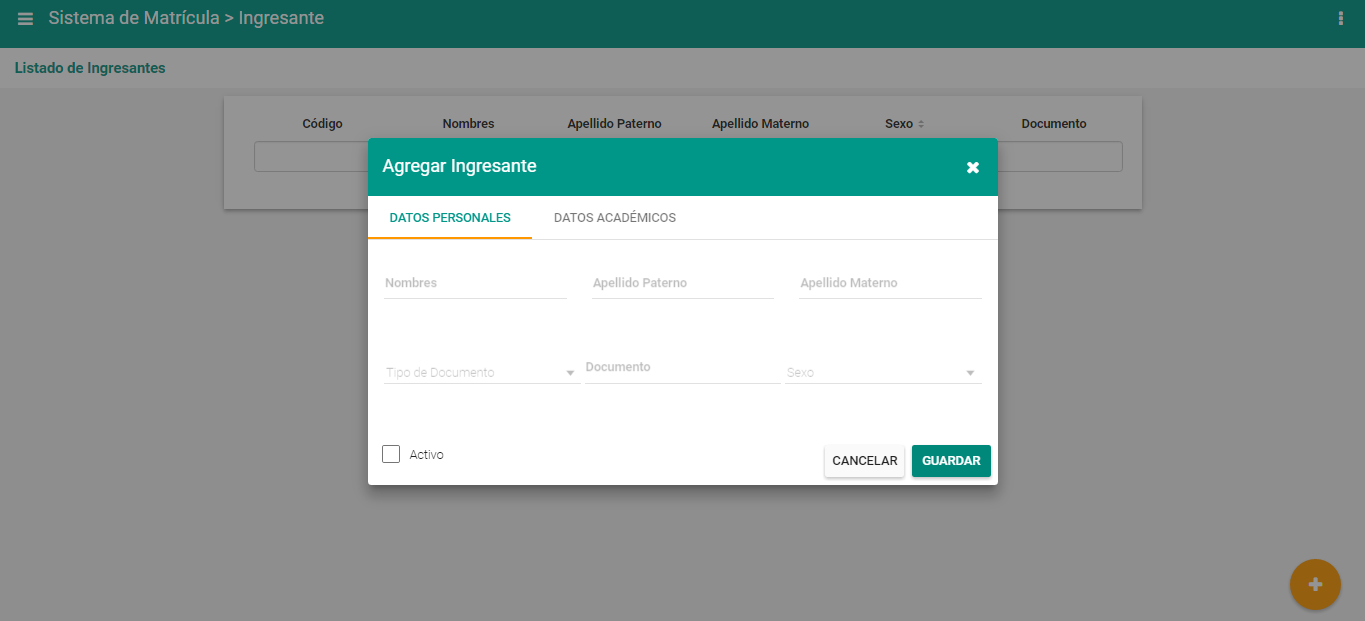 Sistema de Matrícula > Ingresante
Listado de Ingresantes
Código Nombres Apellido Paterno Apellido Materno Sexo Documento
Agregar Ingresante
DATOS PERSONALES DATOS ACADÉMICOS
Nombres Apellido Paterno Apellido Materno
Tipo de Documento Documento Sexo
Activo CANCELAR GUARDAR